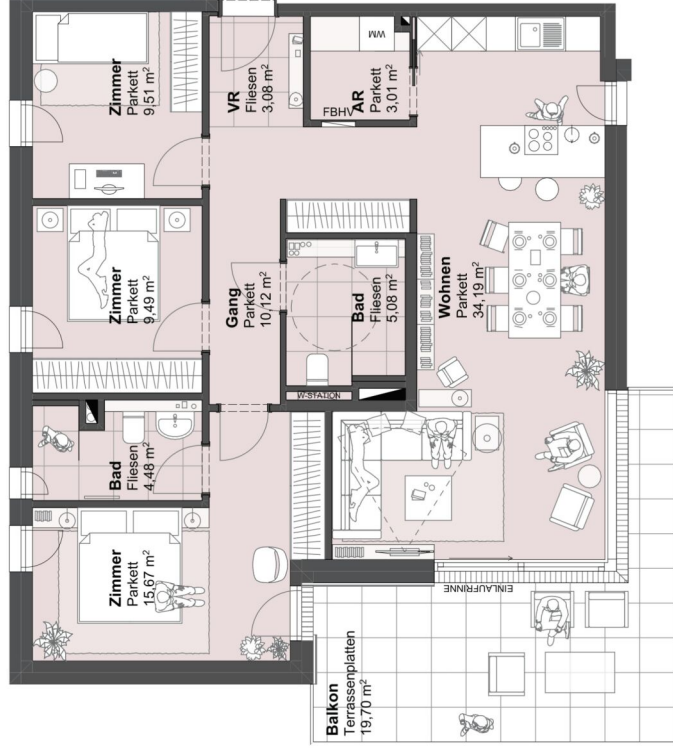 Zimmer
Parkett
9,51 m²
VR
Fliesen
3,08 m²
WM
AR
Parkett
3,01 m²
FBHV
Zimmer
Parkett
9,49 m²
Gang
Parkett
10,12 m²
Bad
Fliesen
5,08 m²
Wohnen
Parkett
34,19 m²
W-STATION
Bad
Fliesen
4,48 m²
Zimmer
Parkett
15,67 m²
EINLAUFRINNE
Balkon
Terrassenplatten
19,70 m²